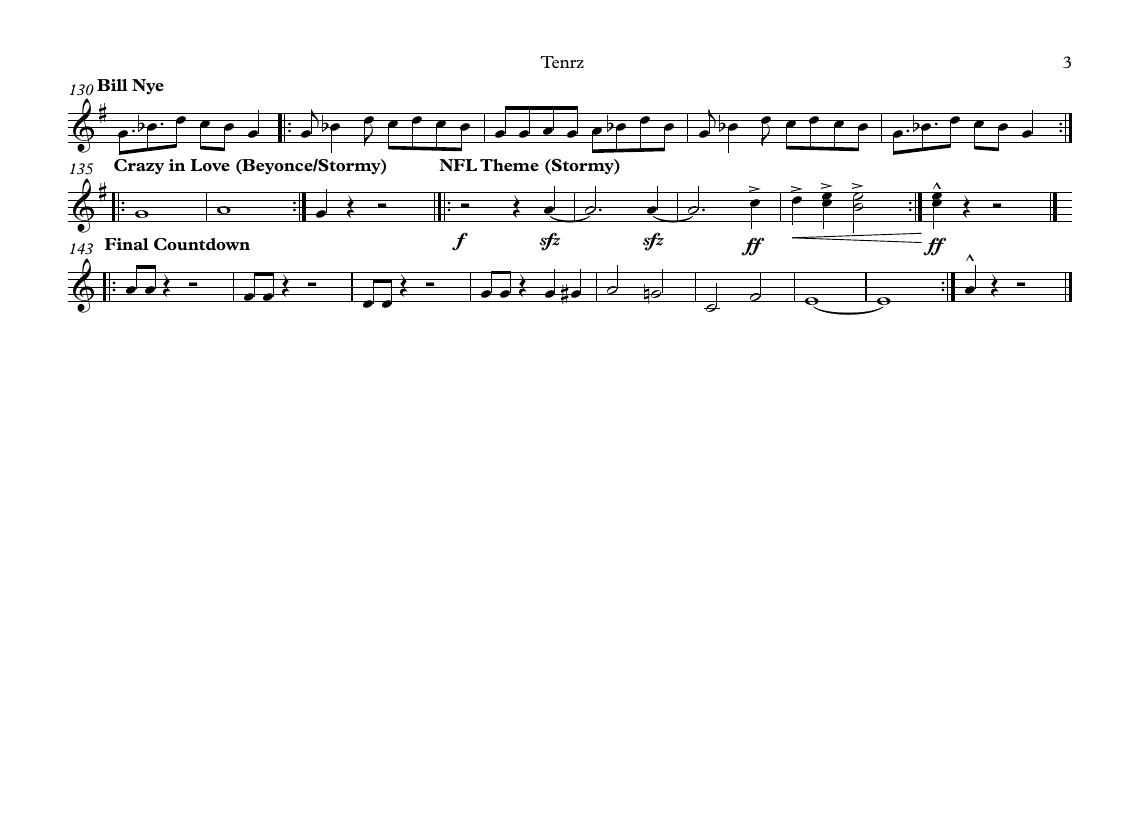 Tenrz 3
130 Bill Nye
135 Crazy in Love (Beyonce/Stormy) NFL Theme (Stormy)
f sfz sfz ff ff
143 Final Countdown